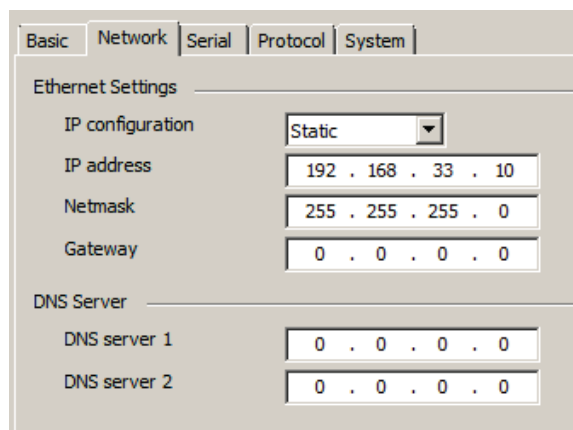 Basic Network Serial Protocol System
Ethernet Settings
IP configuration Static
IP address 192 . 168 . 33 . 10
Netmask 255 . 255 . 255 . 0
Gateway 0 . 0 . 0 . 0
DNS Server
DNS server 1 0 . 0 . 0 . 0
DNS server 2 0 . 0 . 0 . 0